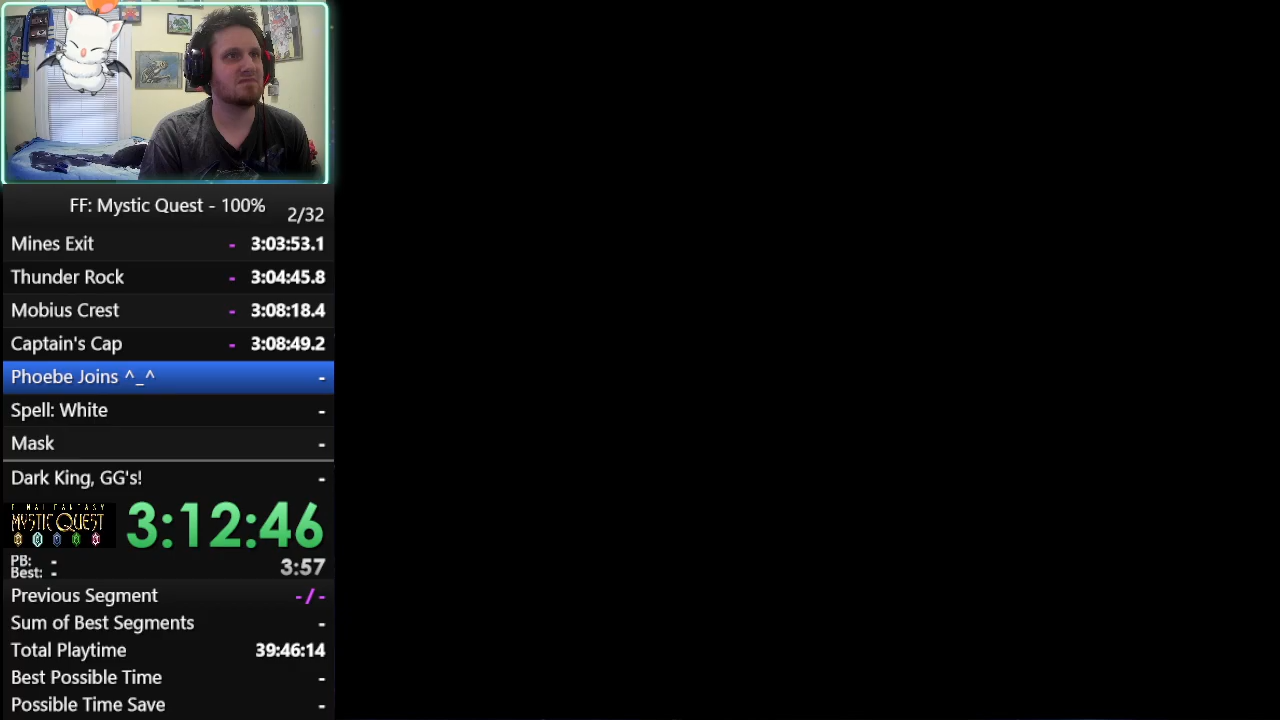 FF: Mystic Quest - 100%
2/32
Mines Exit - 3:03:53.1
Thunder Rock - 3:04:45.8
Mobius Crest - 3:08:18.4
Captain's Cap - 3:08:49.2
Phoebe Joins ^_^ -
Spell: White -
Mask -
Dark King, GG's! -
FINAL FANTASY
MYSTIC QUEST
3:12:46
PB: -
Best: -
3:57
Previous Segment - / -
Sum of Best Segments -
Total Playtime 39:46:14
Best Possible Time -
Possible Time Save -